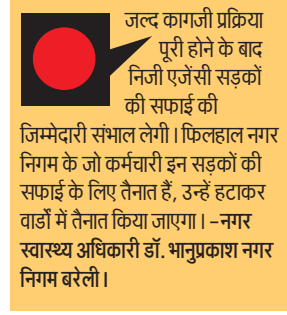 जल्द कागजी प्रक्रिया
पूरी होने के बाद
निजी एजेंसी सड़कों
की सफाई की
जिम्मेदारी संभाल लेगी। फिलहाल नगर
निगम के जो कर्मचारी इन सड़कों की
सफाई के लिए तैनात हैं, उन्हें हटाकर
वार्डों में तैनात किया जाएगा। -नगर
स्वास्थ्य अधिकारी डॉ. भानुप्रकाश नगर
निगम बरेली।